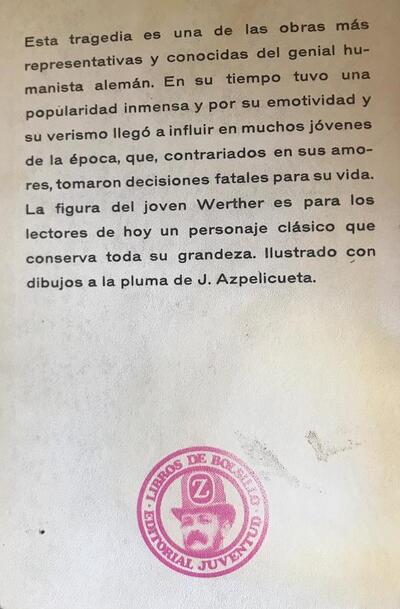 Esta tragedia es una de las obras más
representativas y conocidas del genial hu-
manista alemán. En su tiempo tuvo una
popularidad inmensa y por su emotividad y
su verismo llegó a influir en muchos jóvenes
de la época, que, contrariados en sus amo-
res, tomaron decisiones fatales para su vida.
La figura del joven Werther es para los
lectores de hoy un personaje clásico que
conserva toda su grandeza. Ilustrado con
dibujos a la pluma de J. Azpelicueta.
· LIBROS DE BOLSILLO ·
Z
EDITORIAL JUVENTUD